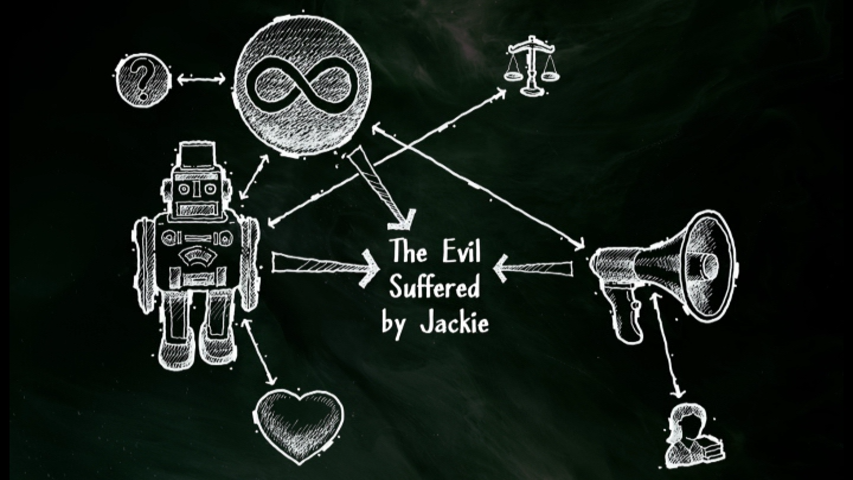 The Evil
Suffered
by Jackie